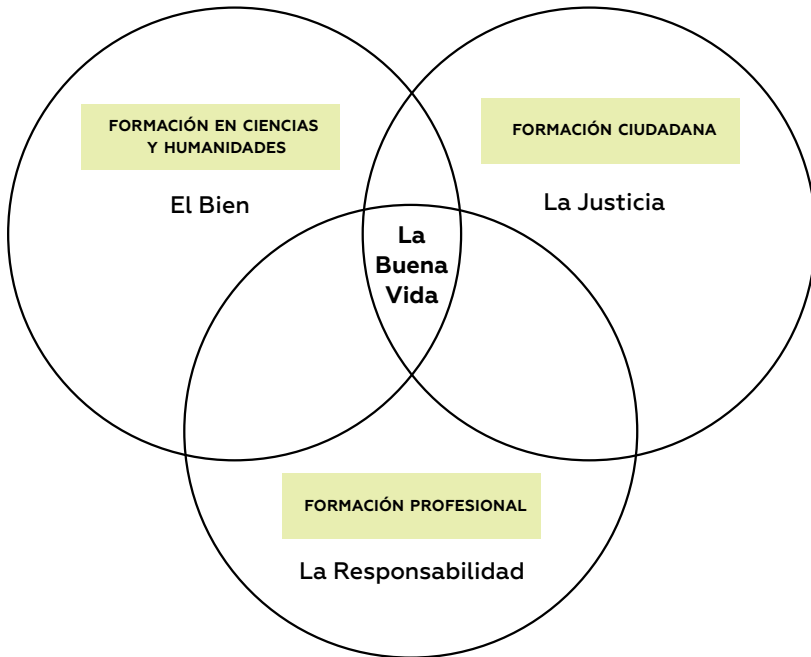 FORMACIÓN EN CIENCIAS
Y HUMANIDADES
El Bien
FORMACIÓN CIUDADANA
La Justicia
La
Buena
Vida
FORMACIÓN PROFESIONAL
La Responsabilidad